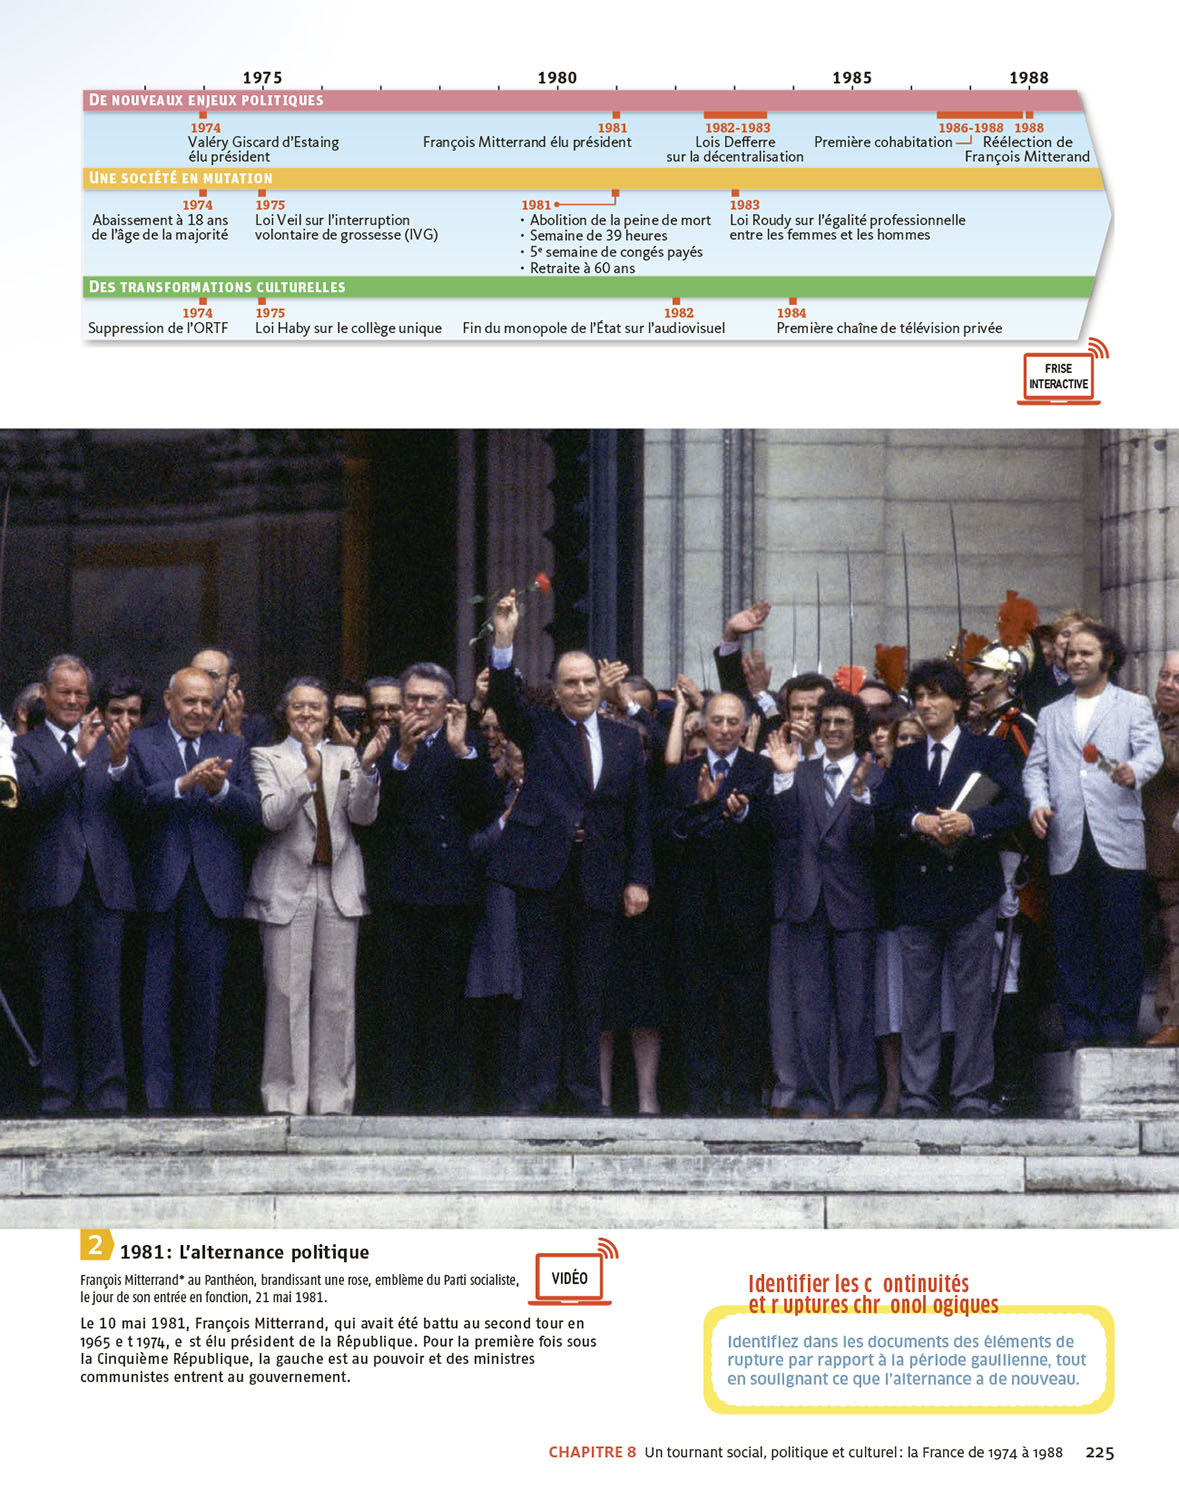 1975 1980 1985 1988
DE NOUVEAUX ENJEUX POLITIQUES
1974 1981 1982-1983 1986-1988 1988
Valéry Giscard d'Estaing François Mitterrand élu président Lois Defferre Première cohabitation Réélection de
élu président sur la décentralisation François Mitterand
UNE SOCIÉTÉ EN MUTATION
1974 1975 1981 1983
Abaissement à 18 ans Loi Veil sur l'interruption • Abolition de la peine de mort Loi Roudy sur l'égalité professionnelle
de l'âge de la majorité volontaire de grossesse (IVG) • Semaine de 39 heures entre les femmes et les hommes
• 5e semaine de congés payés
• Retraite à 60 ans
DES TRANSFORMATIONS CULTURELLES
1974 1975 1982 1984
Suppression de l'ORTF Loi Haby sur le collège unique Fin du monopole de l'État sur l'audiovisuel Première chaîne de télévision privée
FRISE
INTERACTIVE
2 1981 : L'alternance politique
François Mitterrand* au Panthéon, brandissant une rose, emblème du Parti socialiste,
le jour de son entrée en fonction, 21 mai 1981.
VIDÉO
Le 10 mai 1981, François Mitterrand, qui avait été battu au second tour en
1965 e t 1974, e st élu président de la République. Pour la première fois sous
la Cinquième République, la gauche est au pouvoir et des ministres
communistes entrent au gouvernement.
Identifier les c ontinuités
et r uptures chr onol ogiques
Identifiez dans les documents des éléments de
rupture par rapport à la période gaullienne, tout
en soulignant ce que l'alternance a de nouveau.
CHAPITRE 8 Un tournant social, politique et culturel : la France de 1974 à 1988 225